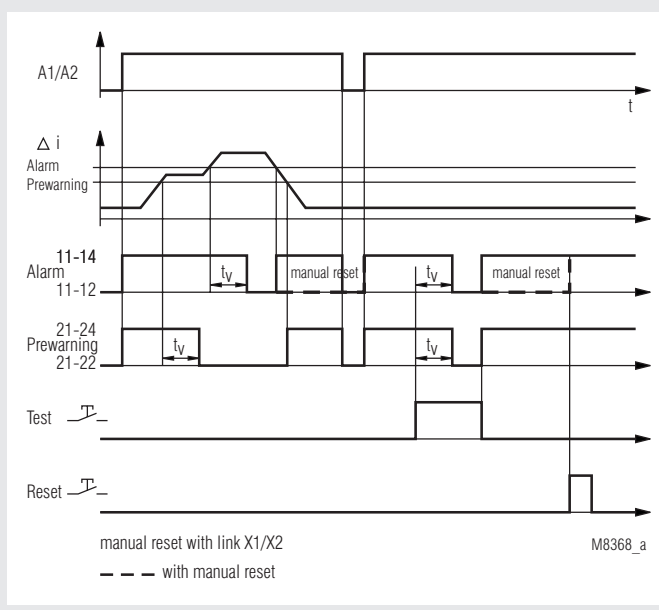 A1/A2
t
Δ i
Alarm
Prewarning
11-14
Alarm
11-12
tv
manual reset
tv
manual reset
21-24
Prewarning
21-22
tv
tv
Test
Reset
manual reset with link X1/X2
M8368_a
with manual reset